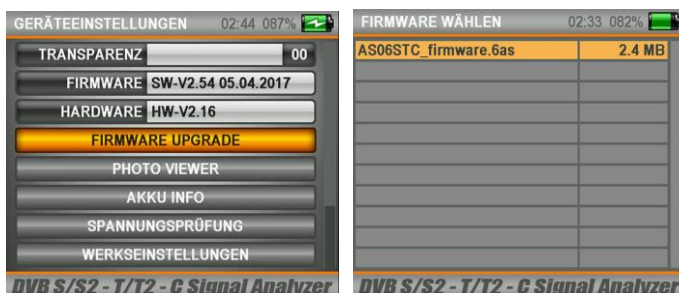 GERÄTEEINSTELLUNGEN 02:44 087%
TRANSPARENZ 00
FIRMWARE SW-V2.54 05.04.2017
HARDWARE HW-V2.16
FIRMWARE UPGRADE
PHOTO VIEWER
AKKU INFO
SPANNUNGSPRÜFUNG
WERKSEINSTELLUNGEN
DVB S/S2 - T/T2 - C Signal Analyzer
FIRMWARE WÄHLEN 02:33 082%
AS06STC_firmware.6as 2.4 MB
DVB S/S2 - T/T2 - C Signal Analyzer